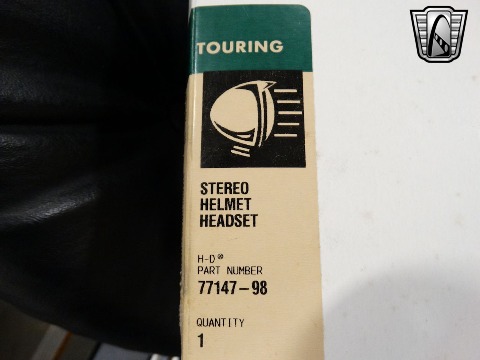 TOURING
STEREO
HELMET
HEADSET
H-D®
PART NUMBER
77147-98
QUANTITY
1